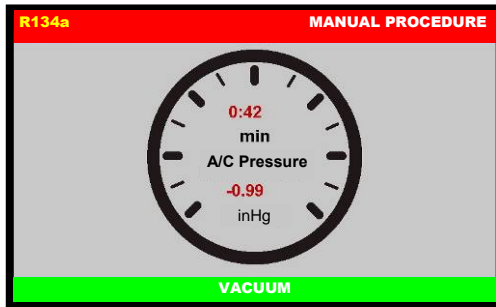 R134a MANUAL PROCEDURE
0:42
min
A/C Pressure
-0.99
inHg
VACUUM